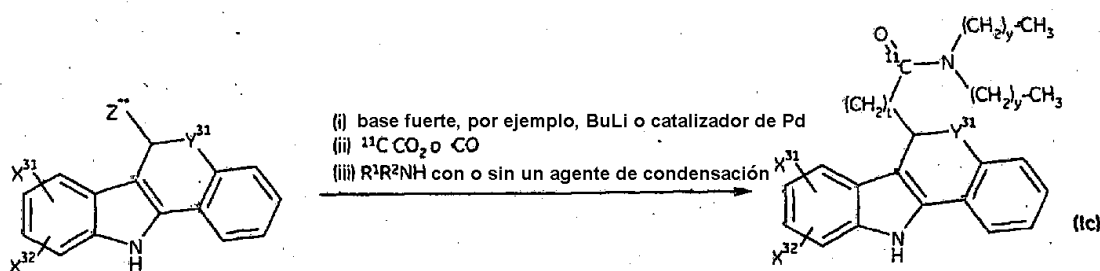 O
(CH₂)y-CH₃
¹¹C
N
(CH₂)t
(CH₂)y-CH₃
Z
Y³¹
(i) base fuerte, por ejemplo, BuLi o catalizador de Pd
(ii) ¹¹C CO₂ o CO
(iii) R¹R²NH con o sin un agente de condensación
Y³¹
X³¹
X³²
N
H
X³¹
X³²
N
H
(Ic)